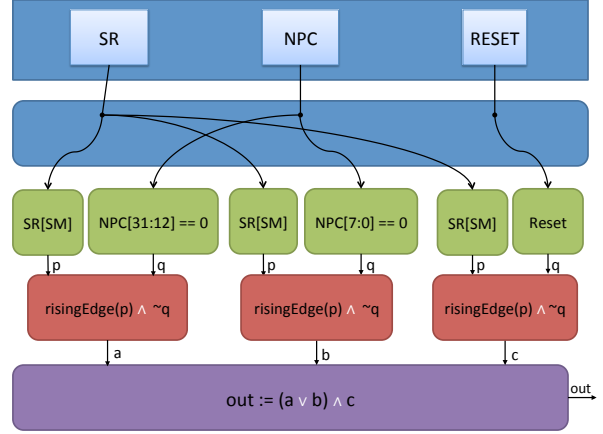 SR NPC RESET
SR[SM] NPC[31:12] == 0 SR[SM] NPC[7:0] == 0 SR[SM] Reset
p q p q p q
risingEdge(p) ∧ ~q risingEdge(p) ∧ ~q risingEdge(p) ∧ ~q
a b c
out := (a ∨ b) ∧ c out